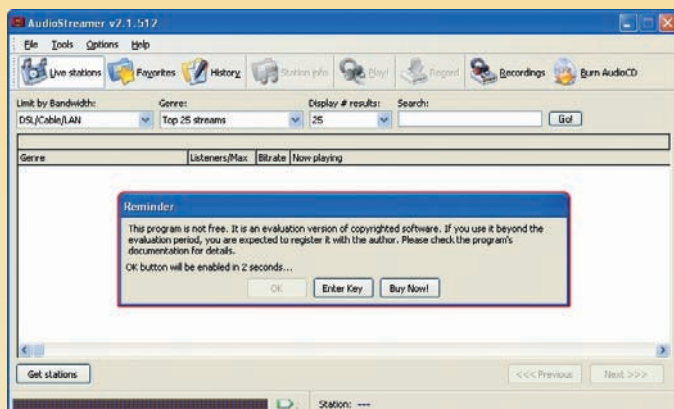 AudioStreamer v2.1.512
File Tools Options Help
Live stations Favorites History Station info Play! Record Recordings Burn AudioCD
Limit by Bandwidth: Genre: Display # results: Search:
DSL/Cable/LAN Top 25 streams 25 Go!
Genre Listeners/Max Bitrate Now playing
Reminder
This program is not free. It is an evaluation version of copyrighted software. If you use it beyond the
evaluation period, you are expected to register it with the author. Please check the program's
documentation for details.
OK button will be enabled in 2 seconds...
OK Enter Key Buy Now!
Get stations <<< Previous Next >>>
Station: ---